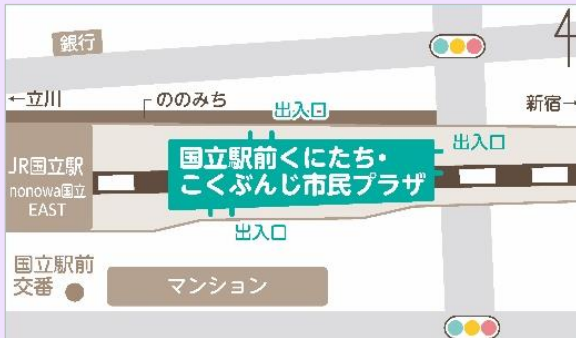 銀行
←立川
ののみち
出入口
新宿→
出入口
国立駅前くにたち・
こくぶんじ市民プラザ
JR国立駅
nonowa国立
EAST
出入口
国立駅前
交番
マンション